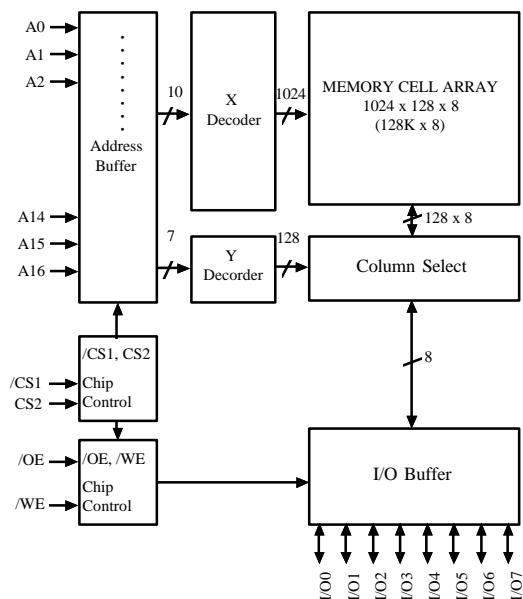 A0
A1
A2
A14
A15
A16
Address
Buffer
10
X
Decoder
1024
MEMORY CELL ARRAY
1024 x 128 x 8
(128K x 8)
128 x 8
7
Y
Decorder
128
Column Select
8
/CS1
CS2
/CS1, CS2
Chip
Control
/OE
/WE
/OE, /WE
Chip
Control
I/O Buffer
I/O0
I/O1
I/O2
I/O3
I/O4
I/O5
I/O6
I/O7